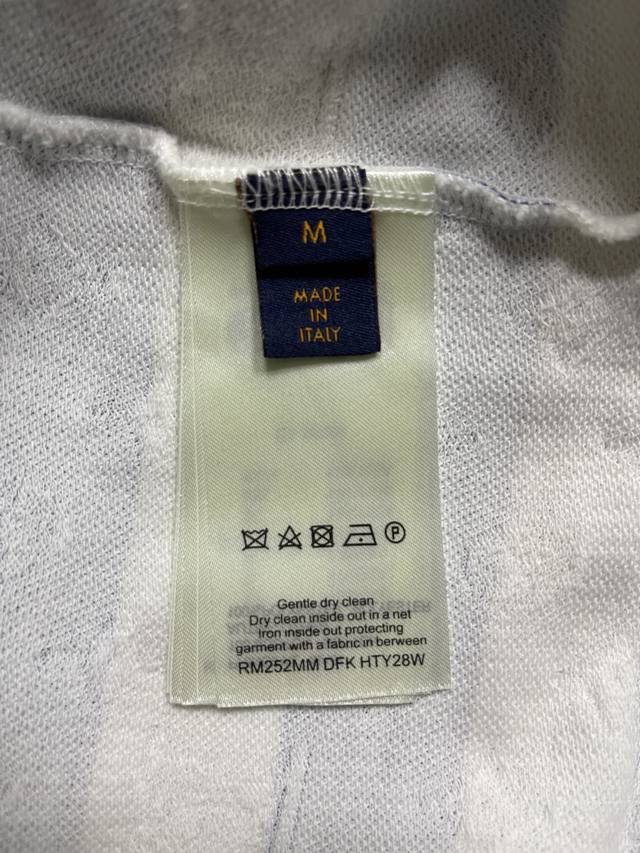 M
MADE
IN
ITALY
P
Gentle dry clean
Dry clean inside out in a net
Iron inside out protecting
garment with a fabric in berween
RM252MM DFK HTY28W